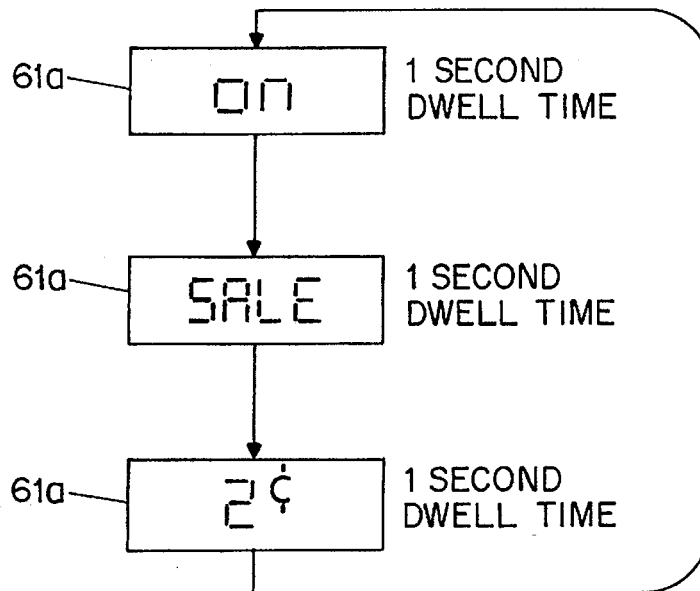 61a
on
1 SECOND
DWELL TIME
61a
SALE
1 SECOND
DWELL TIME
61a
2¢
1 SECOND
DWELL TIME